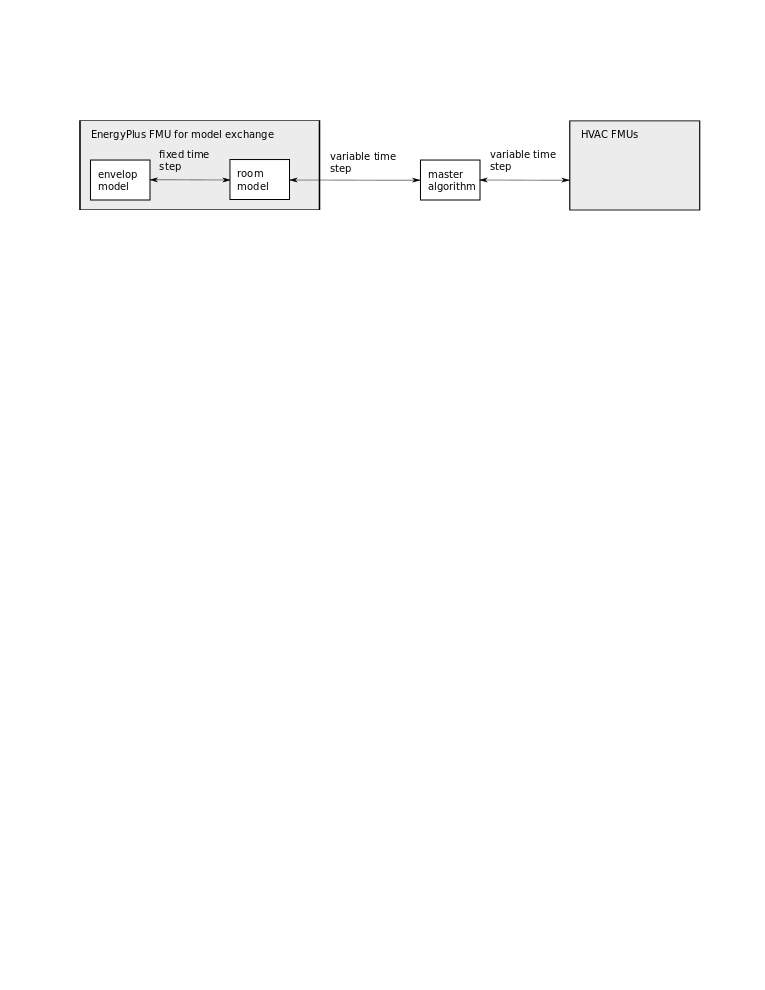 EnergyPlus FMU for model exchange
envelop
model
fixed time
step
room
model
variable time
step
master
algorithm
variable time
step
HVAC FMUs